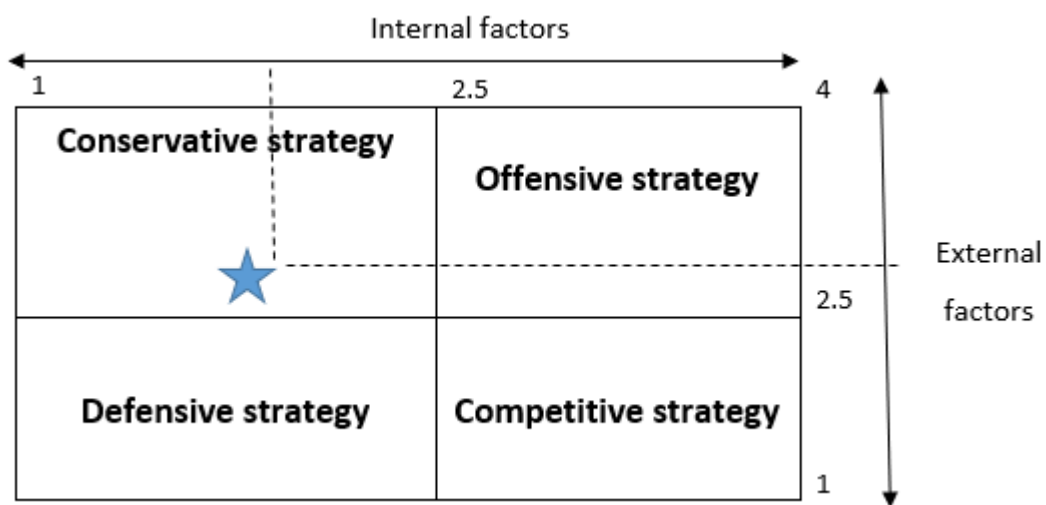 Internal factors
1
2.5
4
Conservative strategy
Offensive strategy
External
factors
2.5
Defensive strategy
Competitive strategy
1